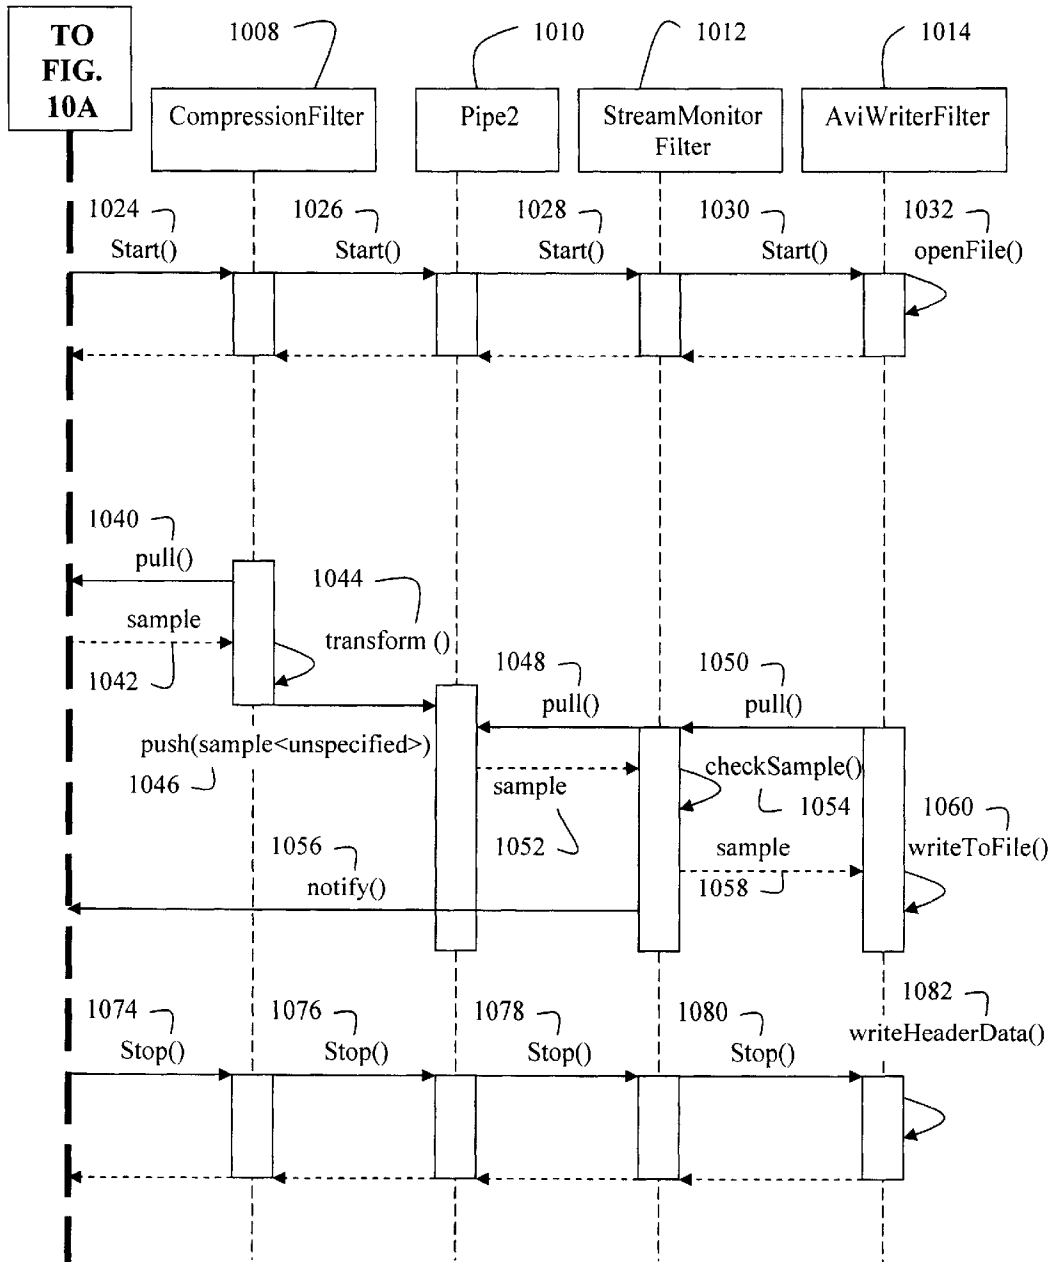 TO
FIG.
10A
1008
1010
1012
1014
CompressionFilter
Pipe2
StreamMonitor
Filter
AviWriterFilter
1024
1026
1028
1030
1032
Start()
Start()
Start()
Start()
openFile()
1040
pull()
1044
sample
transform ()
1042
1048
1050
pull()
pull()
push(sample<unspecified>)
checkSample()
1046
sample
1054
1060
1056
1052
sample
writeToFile()
notify()
1058
1074
1076
1078
1080
1082
Stop()
Stop()
Stop()
Stop()
writeHeaderData()